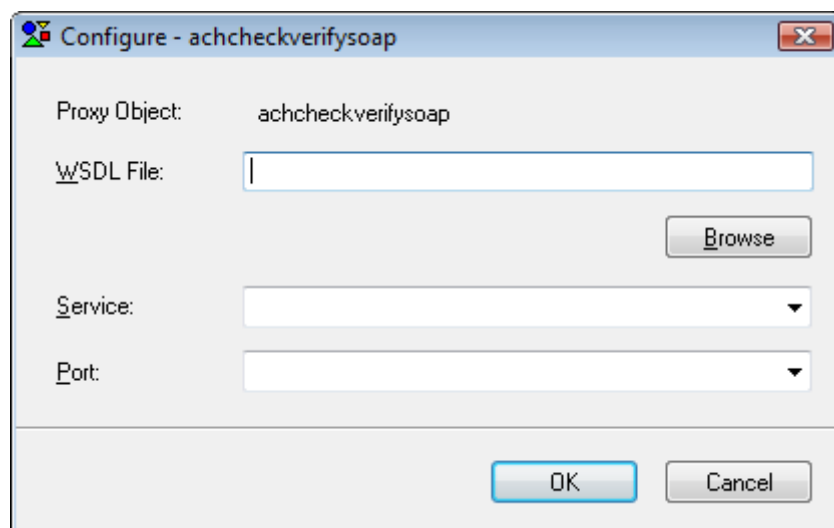 Configure - achcheckverifysoap
Proxy Object: achcheckverifysoap
WSDL File:
Browse
Service:
Port:
OK Cancel